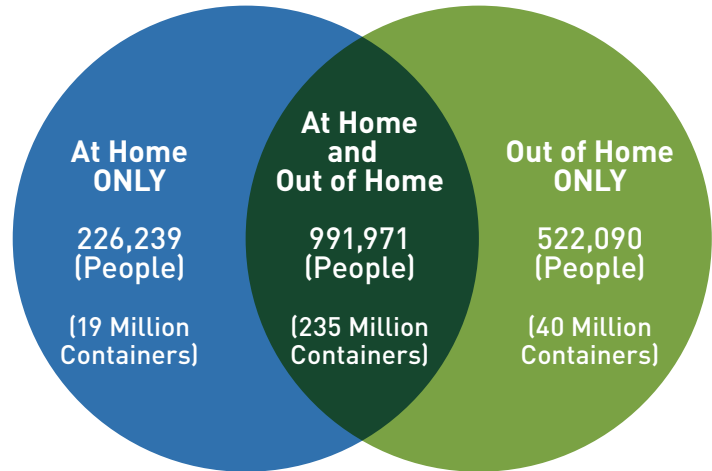 At Home
ONLY
226,239
(People)
(19 Million
Containers)
At Home
and
Out of Home
991,971
(People)
(235 Million
Containers)
Out of Home
ONLY
522,090
(People)
(40 Million
Containers)